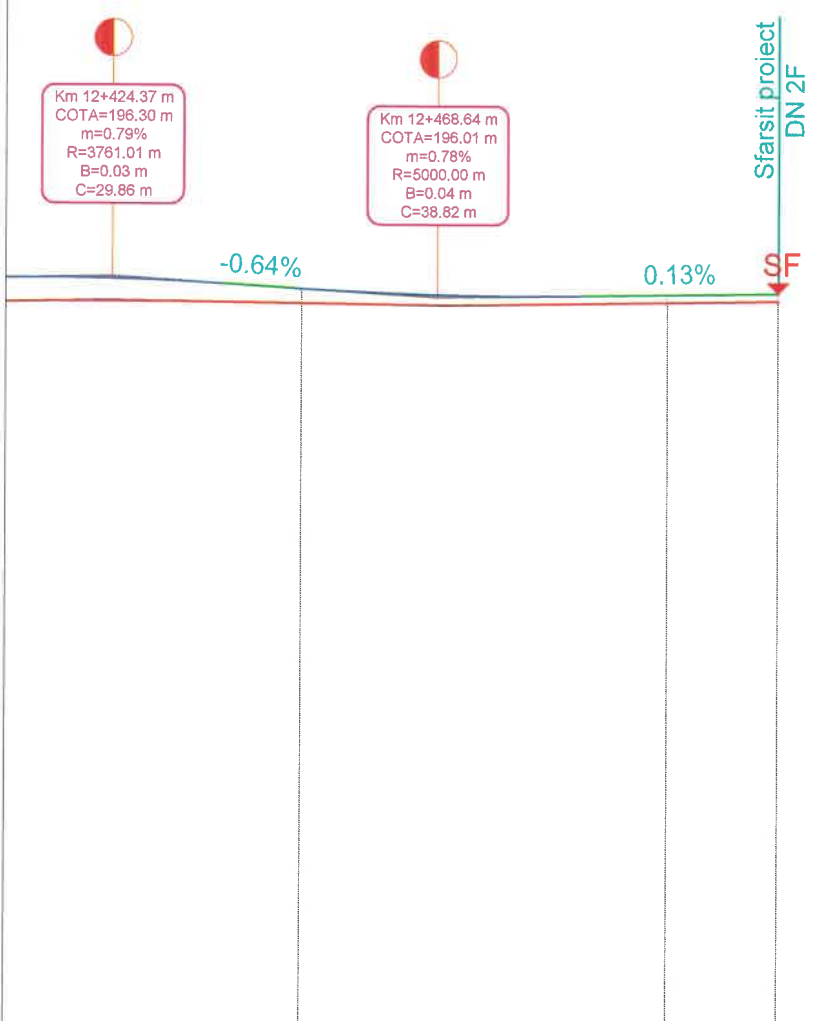 Km 12+424.37 m
COTA=196.30 m
m=0.79%
R=3761.01 m
B=0.03 m
C=29.86 m
Km 12+468.64 m
COTA=196.01 m
m=0.78%
R=5000.00 m
B=0.04 m
C=38.82 m
Sfarsit proiect
DN 2F
-0.64%
0.13%
SF